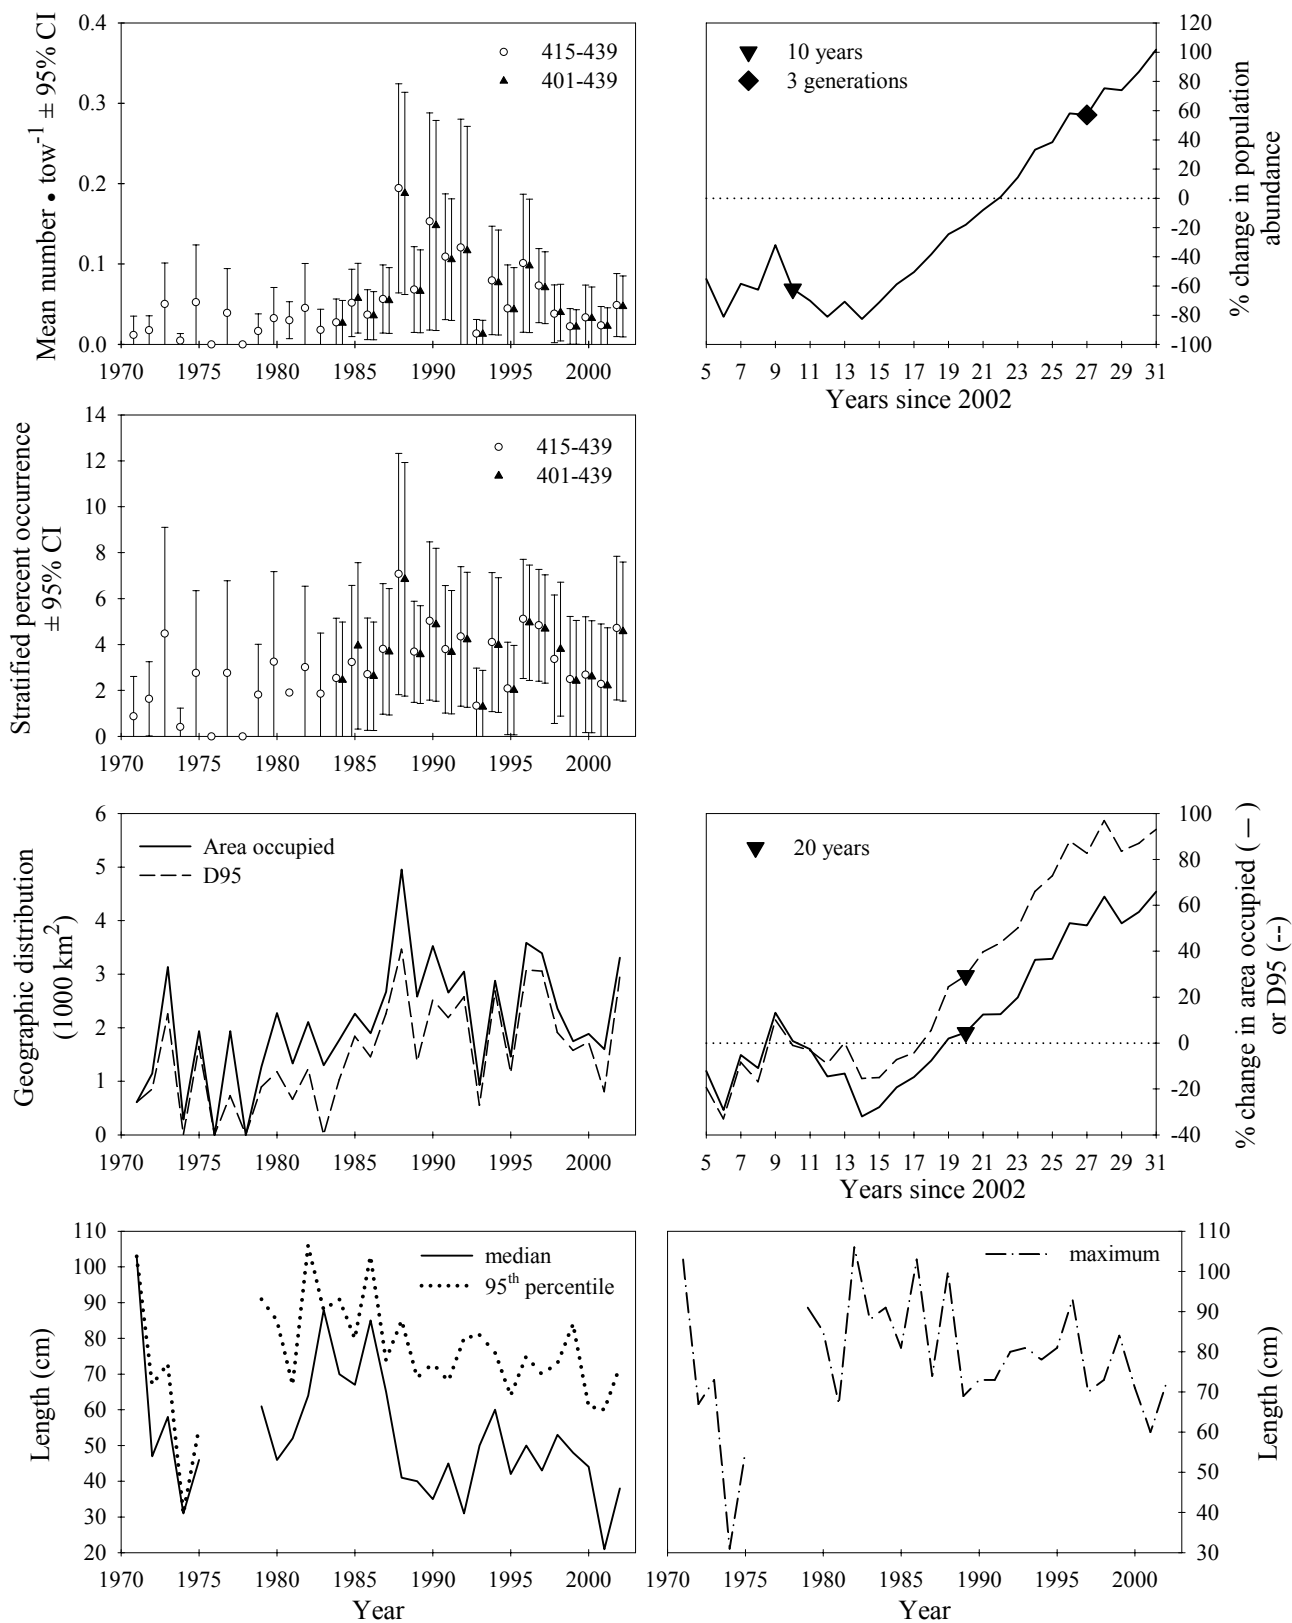 Mean number • tow⁻¹ ± 95% CI
0.4
0.3
0.2
0.1
0.0
415-439
401-439
1970 1975 1980 1985 1990 1995 2000
10 years
3 generations
120
100
80
60
40
20
0
-20
-40
-60
-80
-100
% change in population
abundance
5 7 9 11 13 15 17 19 21 23 25 27 29 31
Years since 2002
Stratified percent occurrence
± 95% CI
14
12
10
8
6
4
2
0
415-439
401-439
1970 1975 1980 1985 1990 1995 2000
Geographic distribution
(1000 km²)
6
5
4
3
2
1
0
Area occupied
D95
1970 1975 1980 1985 1990 1995 2000
20 years
100
80
60
40
20
0
-20
-40
% change in area occupied (—)
or D95 (--)
5 7 9 11 13 15 17 19 21 23 25 27 29 31
Years since 2002
Length (cm)
110
100
90
80
70
60
50
40
30
20
median
95th percentile
1970 1975 1980 1985 1990 1995 2000
Year
maximum
110
100
90
80
70
60
50
40
30
Length (cm)
1970 1975 1980 1985 1990 1995 2000
Year